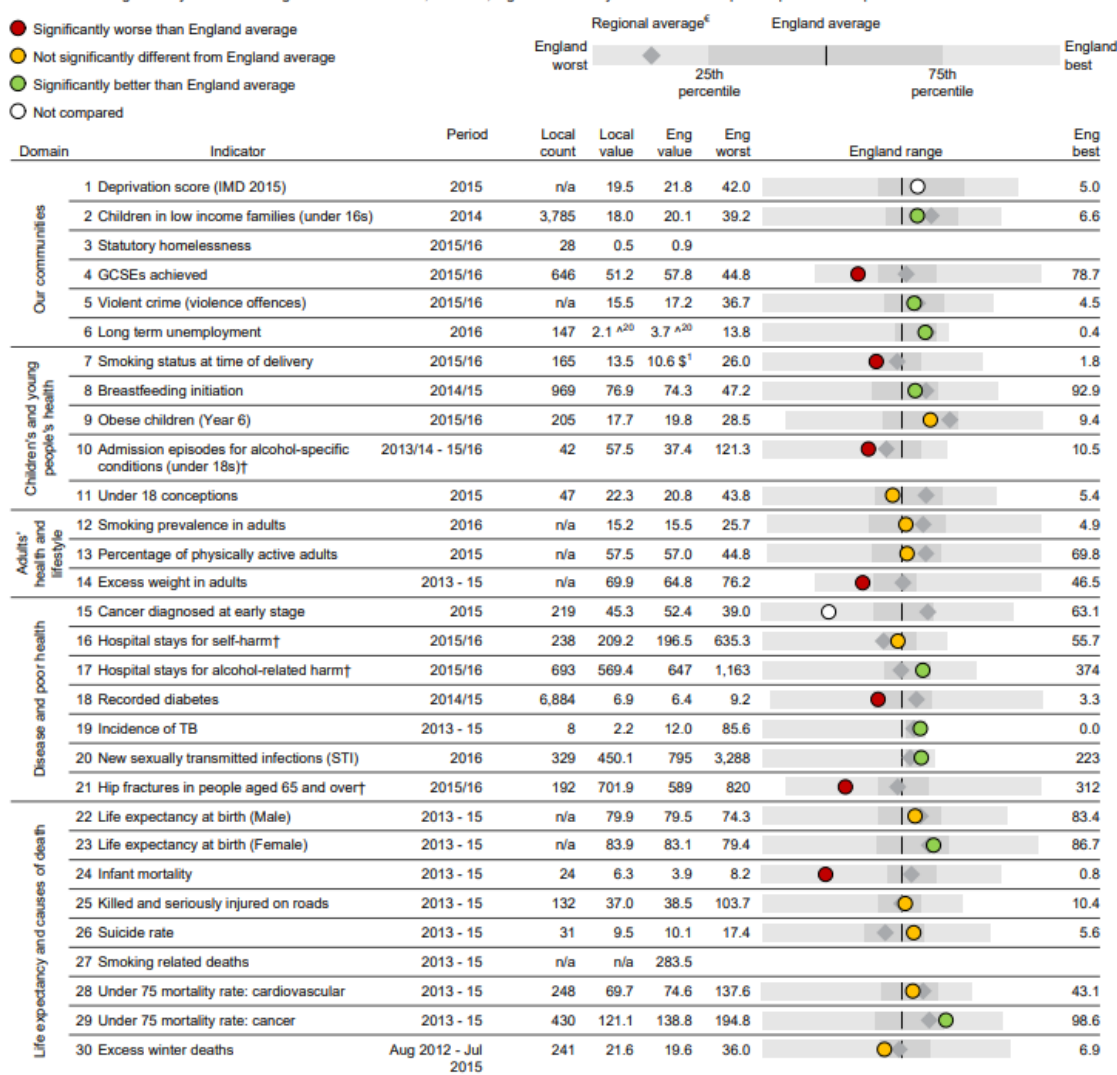 Significantly worse than England average
Not significantly different from England average
Significantly better than England average
Not compared
Regional average€ England average
England worst England best
25th percentile 75th percentile
Domain Indicator Period Local count Local value Eng value Eng worst England range Eng best
Our communities
1 Deprivation score (IMD 2015) 2015 n/a 19.5 21.8 42.0 5.0
2 Children in low income families (under 16s) 2014 3,785 18.0 20.1 39.2 6.6
3 Statutory homelessness 2015/16 28 0.5 0.9
4 GCSEs achieved 2015/16 646 51.2 57.8 44.8 78.7
5 Violent crime (violence offences) 2015/16 n/a 15.5 17.2 36.7 4.5
6 Long term unemployment 2016 147 2.1 ^20 3.7 ^20 13.8 0.4
Children's and young people's health
7 Smoking status at time of delivery 2015/16 165 13.5 10.6 $1 26.0 1.8
8 Breastfeeding initiation 2014/15 969 76.9 74.3 47.2 92.9
9 Obese children (Year 6) 2015/16 205 17.7 19.8 28.5 9.4
10 Admission episodes for alcohol-specific 2013/14 - 15/16 42 57.5 37.4 121.3 10.5
conditions (under 18s)†
11 Under 18 conceptions 2015 47 22.3 20.8 43.8 5.4
Adults' health and lifestyle
12 Smoking prevalence in adults 2016 n/a 15.2 15.5 25.7 4.9
13 Percentage of physically active adults 2015 n/a 57.5 57.0 44.8 69.8
14 Excess weight in adults 2013 - 15 n/a 69.9 64.8 76.2 46.5
Disease and poor health
15 Cancer diagnosed at early stage 2015 219 45.3 52.4 39.0 63.1
16 Hospital stays for self-harm† 2015/16 238 209.2 196.5 635.3 55.7
17 Hospital stays for alcohol-related harm† 2015/16 693 569.4 647 1,163 374
18 Recorded diabetes 2014/15 6,884 6.9 6.4 9.2 3.3
19 Incidence of TB 2013 - 15 8 2.2 12.0 85.6 0.0
20 New sexually transmitted infections (STI) 2016 329 450.1 795 3,288 223
21 Hip fractures in people aged 65 and over† 2015/16 192 701.9 589 820 312
Life expectancy and causes of death
22 Life expectancy at birth (Male) 2013 - 15 n/a 79.9 79.5 74.3 83.4
23 Life expectancy at birth (Female) 2013 - 15 n/a 83.9 83.1 79.4 86.7
24 Infant mortality 2013 - 15 24 6.3 3.9 8.2 0.8
25 Killed and seriously injured on roads 2013 - 15 132 37.0 38.5 103.7 10.4
26 Suicide rate 2013 - 15 31 9.5 10.1 17.4 5.6
27 Smoking related deaths 2013 - 15 n/a n/a 283.5
28 Under 75 mortality rate: cardiovascular 2013 - 15 248 69.7 74.6 137.6 43.1
29 Under 75 mortality rate: cancer 2013 - 15 430 121.1 138.8 194.8 98.6
30 Excess winter deaths Aug 2012 - Jul 2015 241 21.6 19.6 36.0 6.9